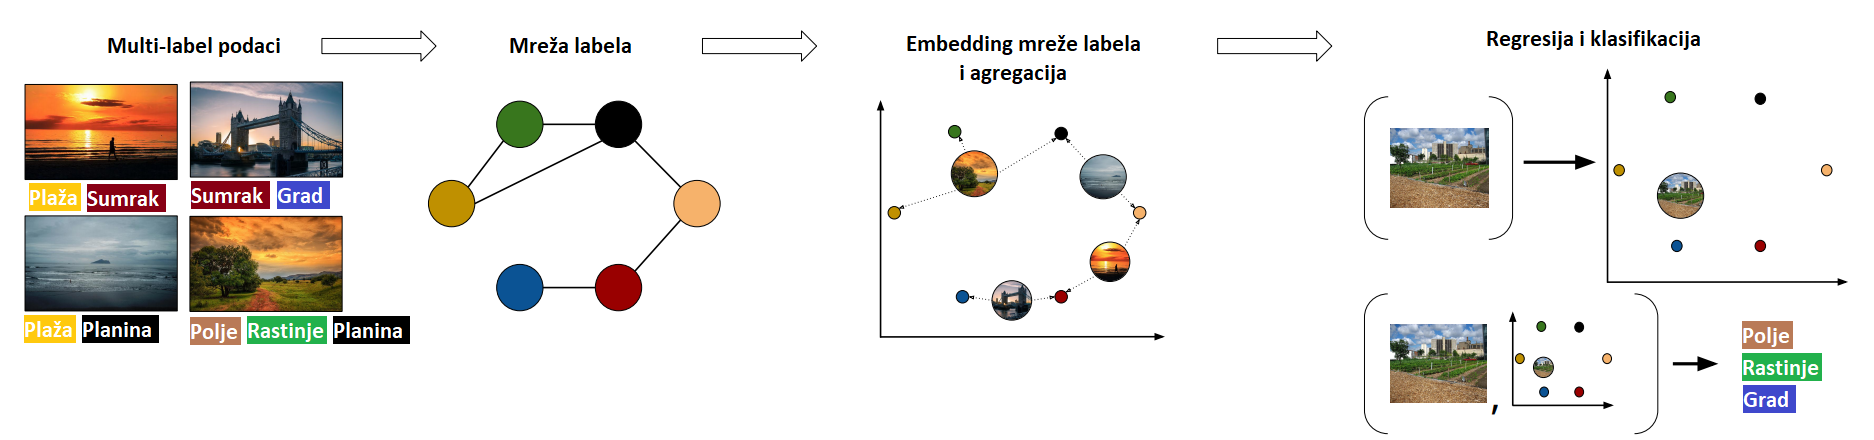 Multi-label podaci
Mreža labela
Embedding mreže labela
i agregacija
Regresija i klasifikacija
Plaža Sumrak
Sumrak Grad
Plaža Planina
Polje Rastinje Planina
,
Polje
Rastinje
Grad